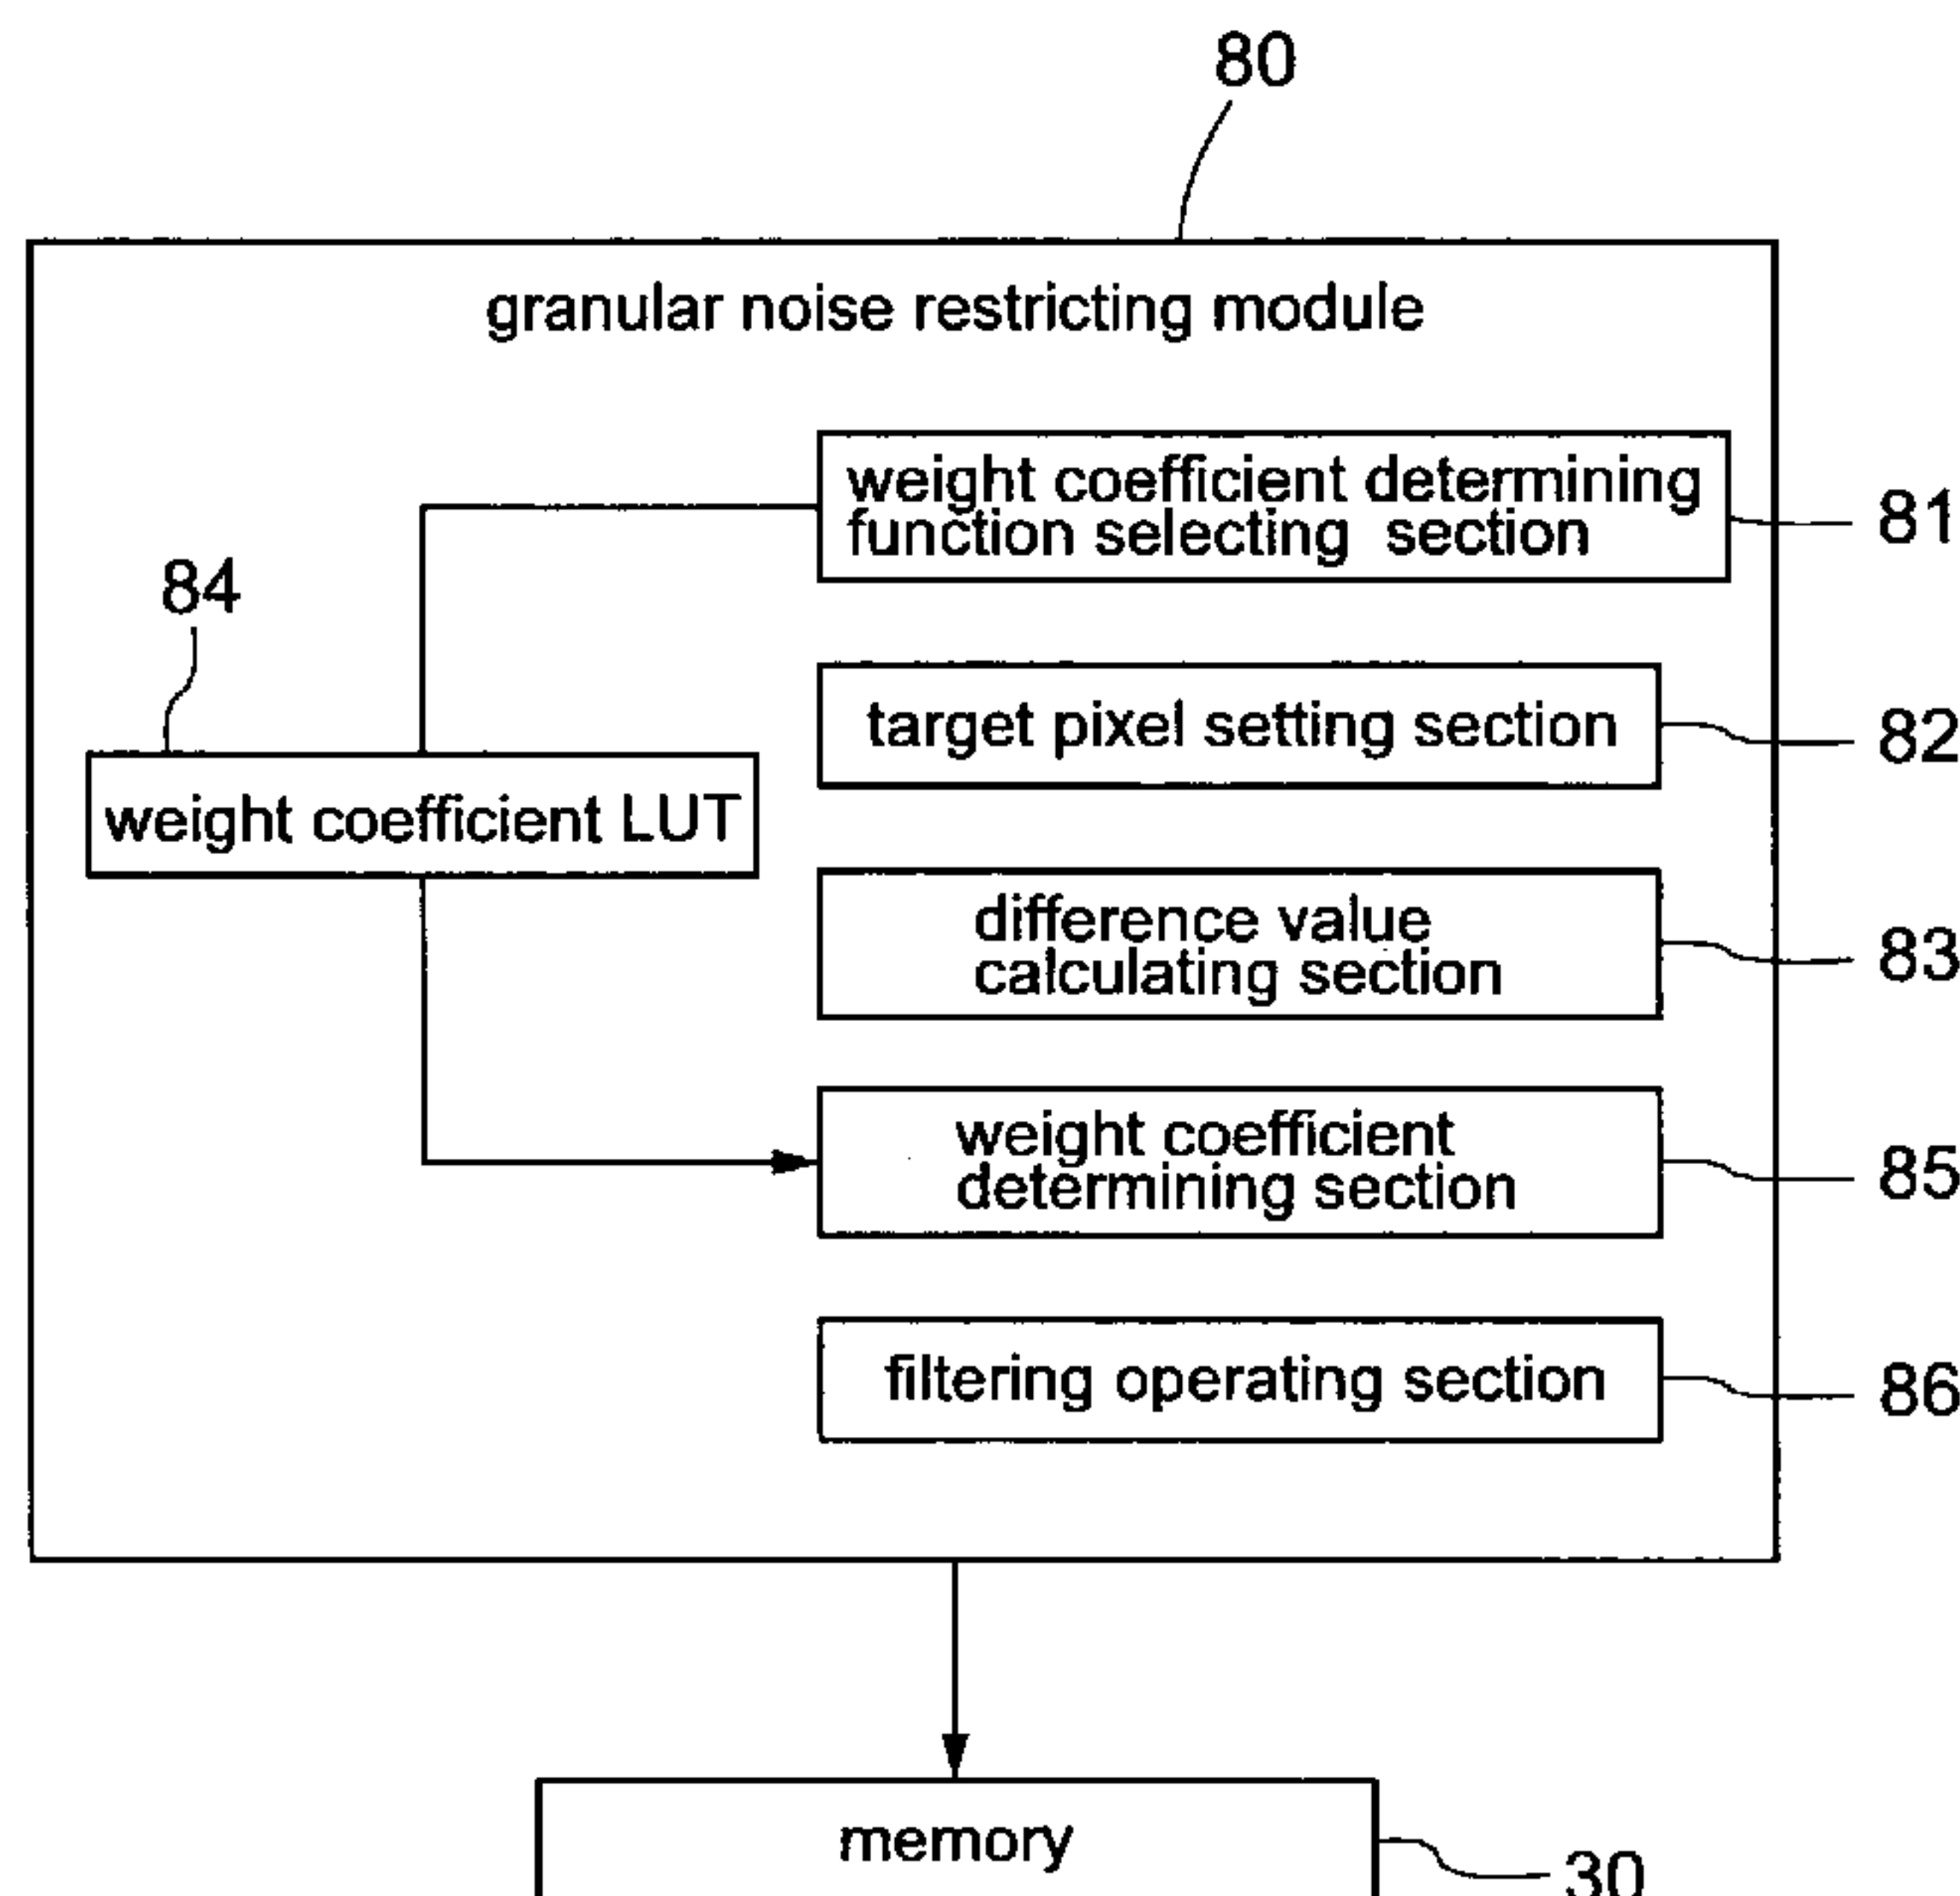 80
granular noise restricting module
weight coefficient determining
function selecting section
81
84
target pixel setting section
82
weight coefficient LUT
difference value
calculating section
83
weight coefficient
determining section
85
filtering operating section
86
memory
30